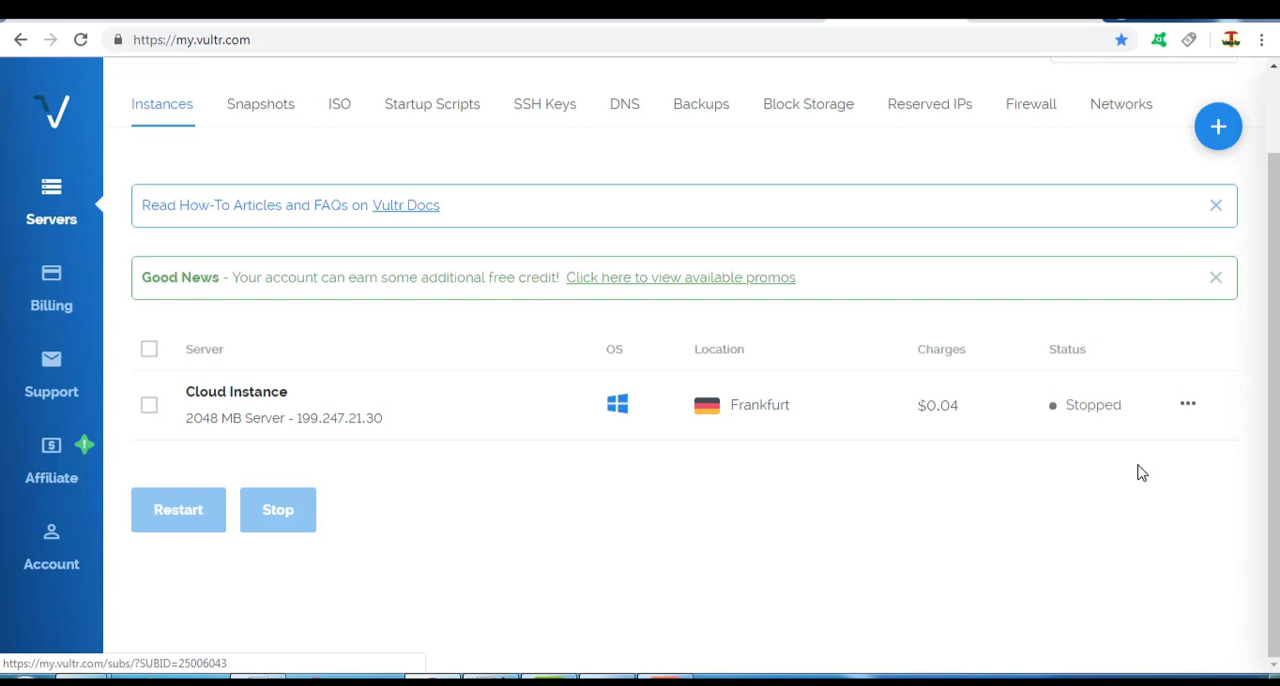 https://my.vultr.com
Instances Snapshots ISO Startup Scripts SSH Keys DNS Backups Block Storage Reserved IPs Firewall Networks
Servers
Billing
Support
Affiliate
Account
Read How-To Articles and FAQs on Vultr Docs
Good News - Your account can earn some additional free credit! Click here to view available promos
Server OS Location Charges Status
Cloud Instance
2048 MB Server - 199.247.21.30 Frankfurt $0.04 Stopped
Restart Stop
https://my.vultr.com/subs/?SUBID=25006043